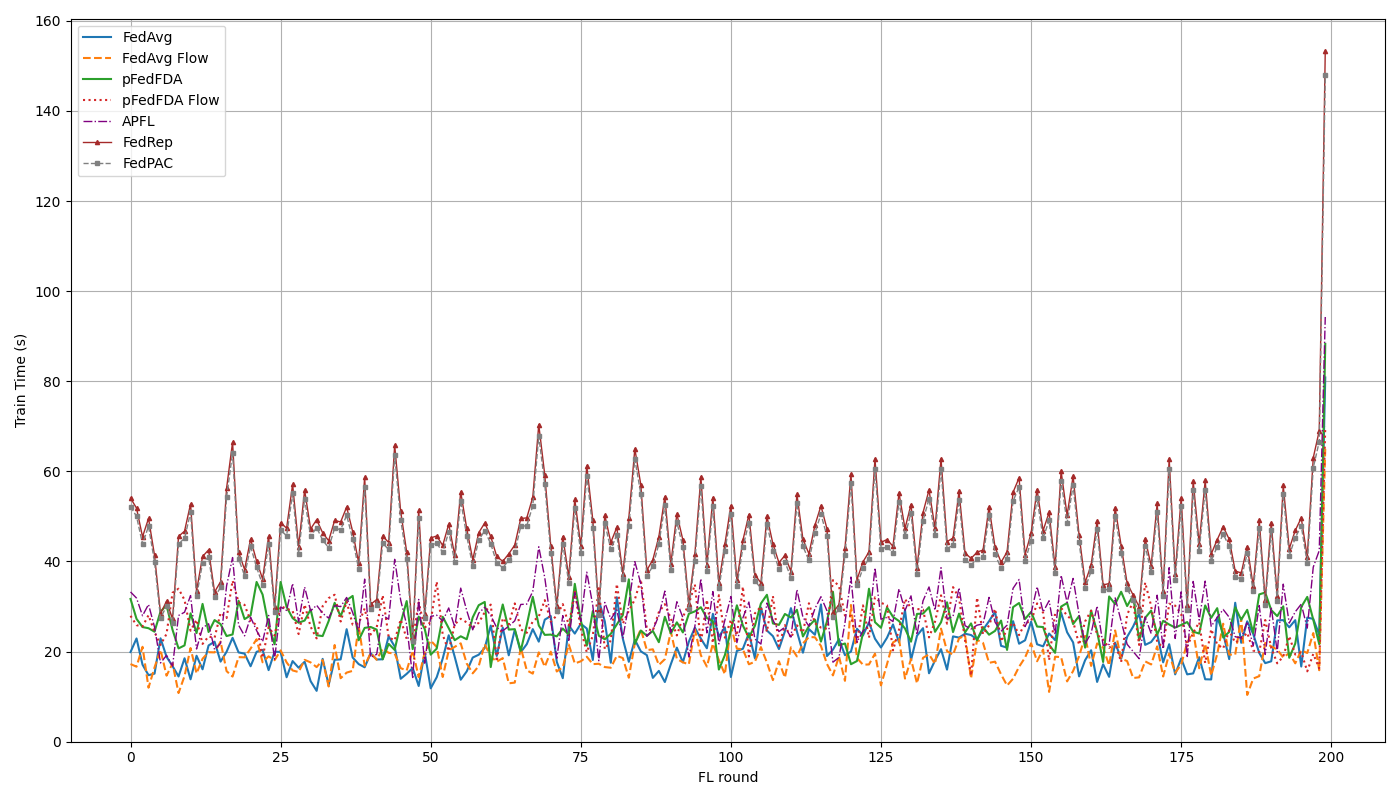 160
140
120
100
80
60
40
20
0
Train Time (s)
FedAvg
FedAvg Flow
pFedFDA
pFedFDA Flow
APFL
FedRep
FedPAC
0 25 50 75 100 125 150 175 200
FL round